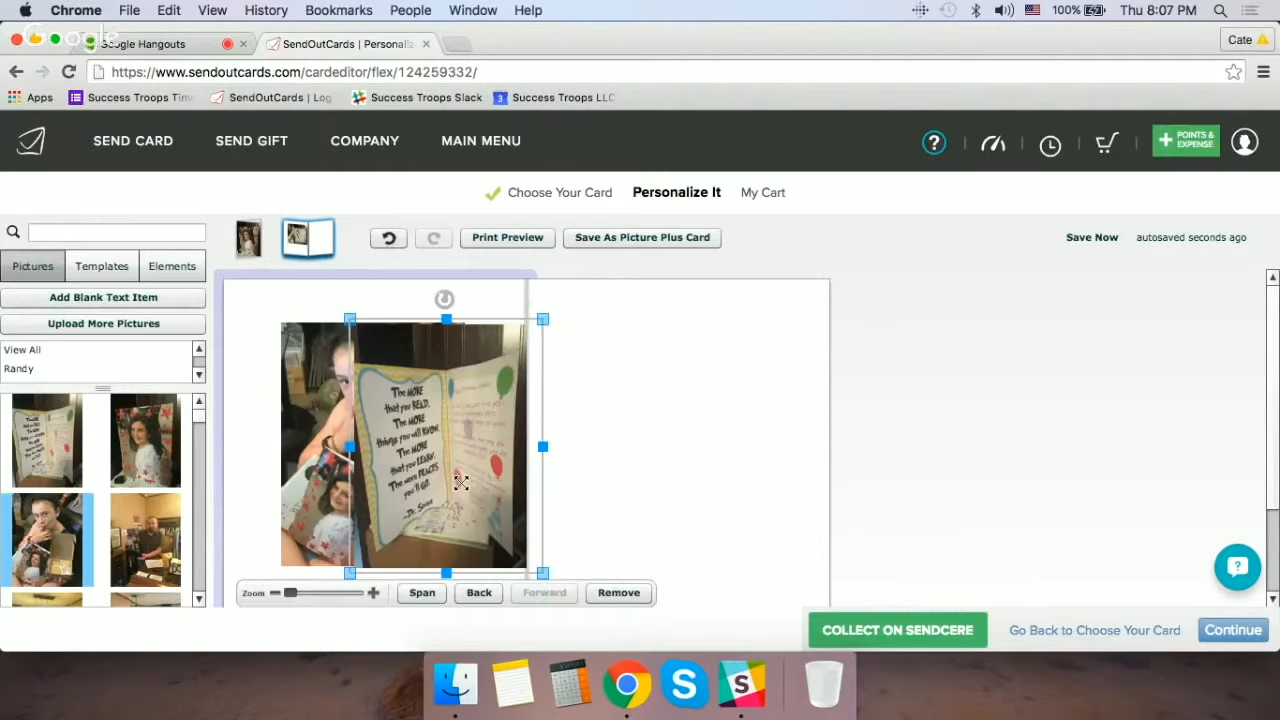 Chrome File Edit View History Bookmarks People Window Help 100% Thu 8:07 PM
Google
Google Hangouts SendOutCards | Personaliz Cate
https://www.sendoutcards.com/cardeditor/flex/124259332/
Apps Success Troops Tim SendOutCards | Log Success Troops Slack 3 Success Troops LLC
SEND CARD SEND GIFT COMPANY MAIN MENU ? + POINTS & EXPENSE
Choose Your Card Personalize It My Cart
Print Preview Save As Picture Plus Card Save Now autosaved seconds ago
Pictures Templates Elements
Add Blank Text Item
Upload More Pictures
View All
Randy
The MORE
that you READ,
The MORE
things you will KNOW.
The MORE
that you LEARN,
The more PLACES
you'll GO.
-Dr. Seuss
Zoom Span Back Forward Remove
?
COLLECT ON SENDCERE Go Back to Choose Your Card Continue
S S